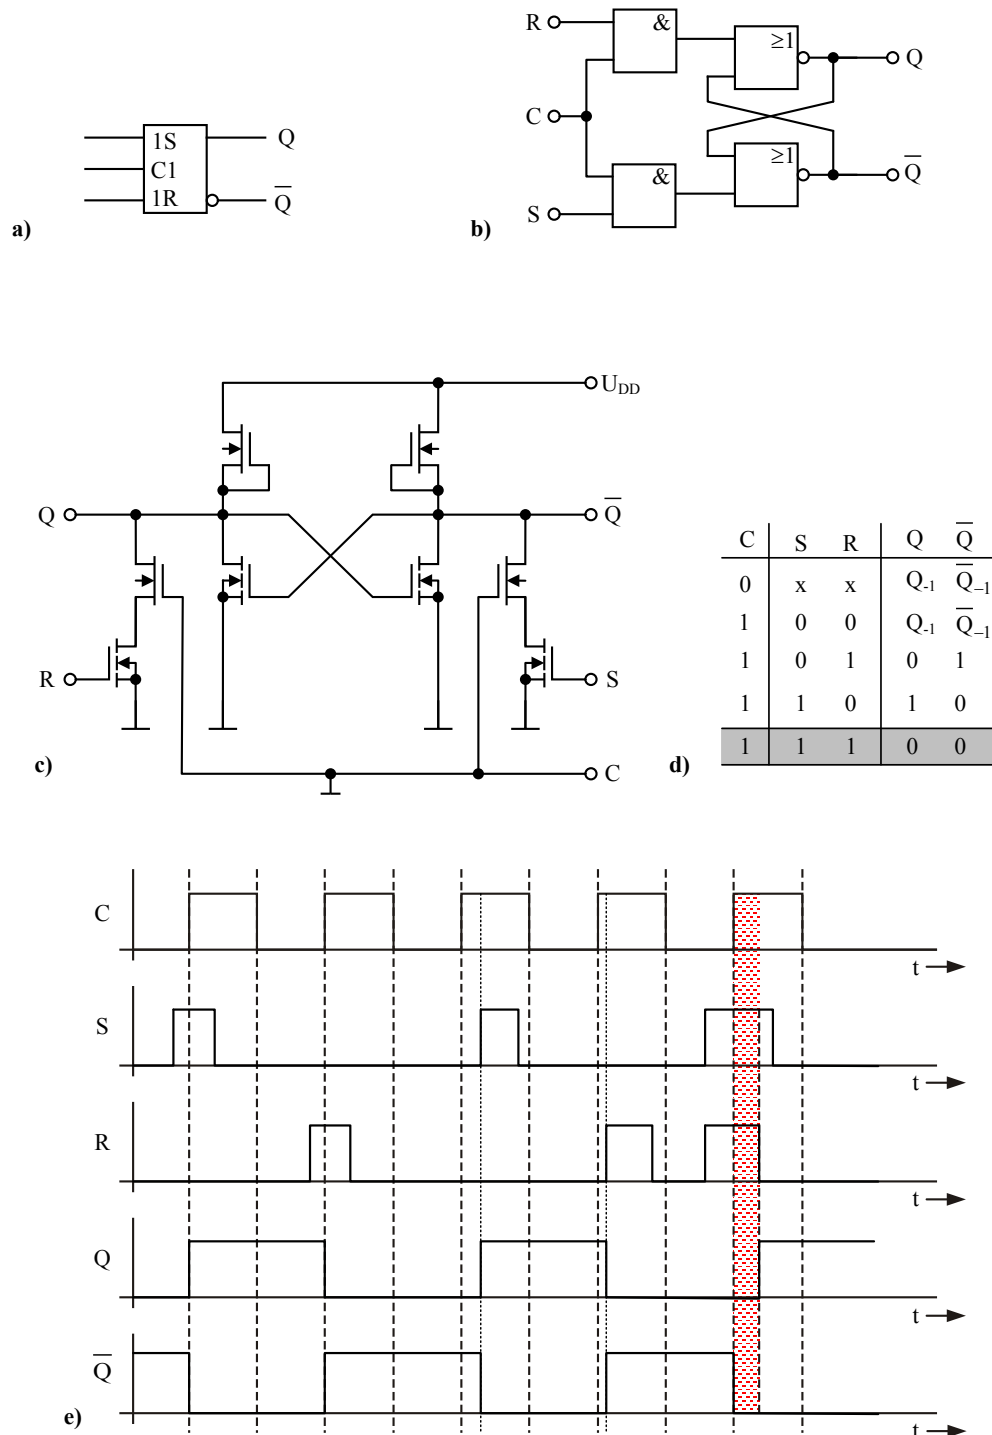 R
&
≥1
Q
C
1S
Q
C1
1R
Q̅
≥1
Q̅
&
S
a)
b)
U_DD
Q
Q̅
R
S
c)
C
C S R Q Q̅
0 x x Q₋₁ Q̅₋₁
1 0 0 Q₋₁ Q̅₋₁
1 0 1 0 1
1 1 0 1 0
1 1 1 0 0
d)
C
t
S
t
R
t
Q
t
Q̅
t
e)